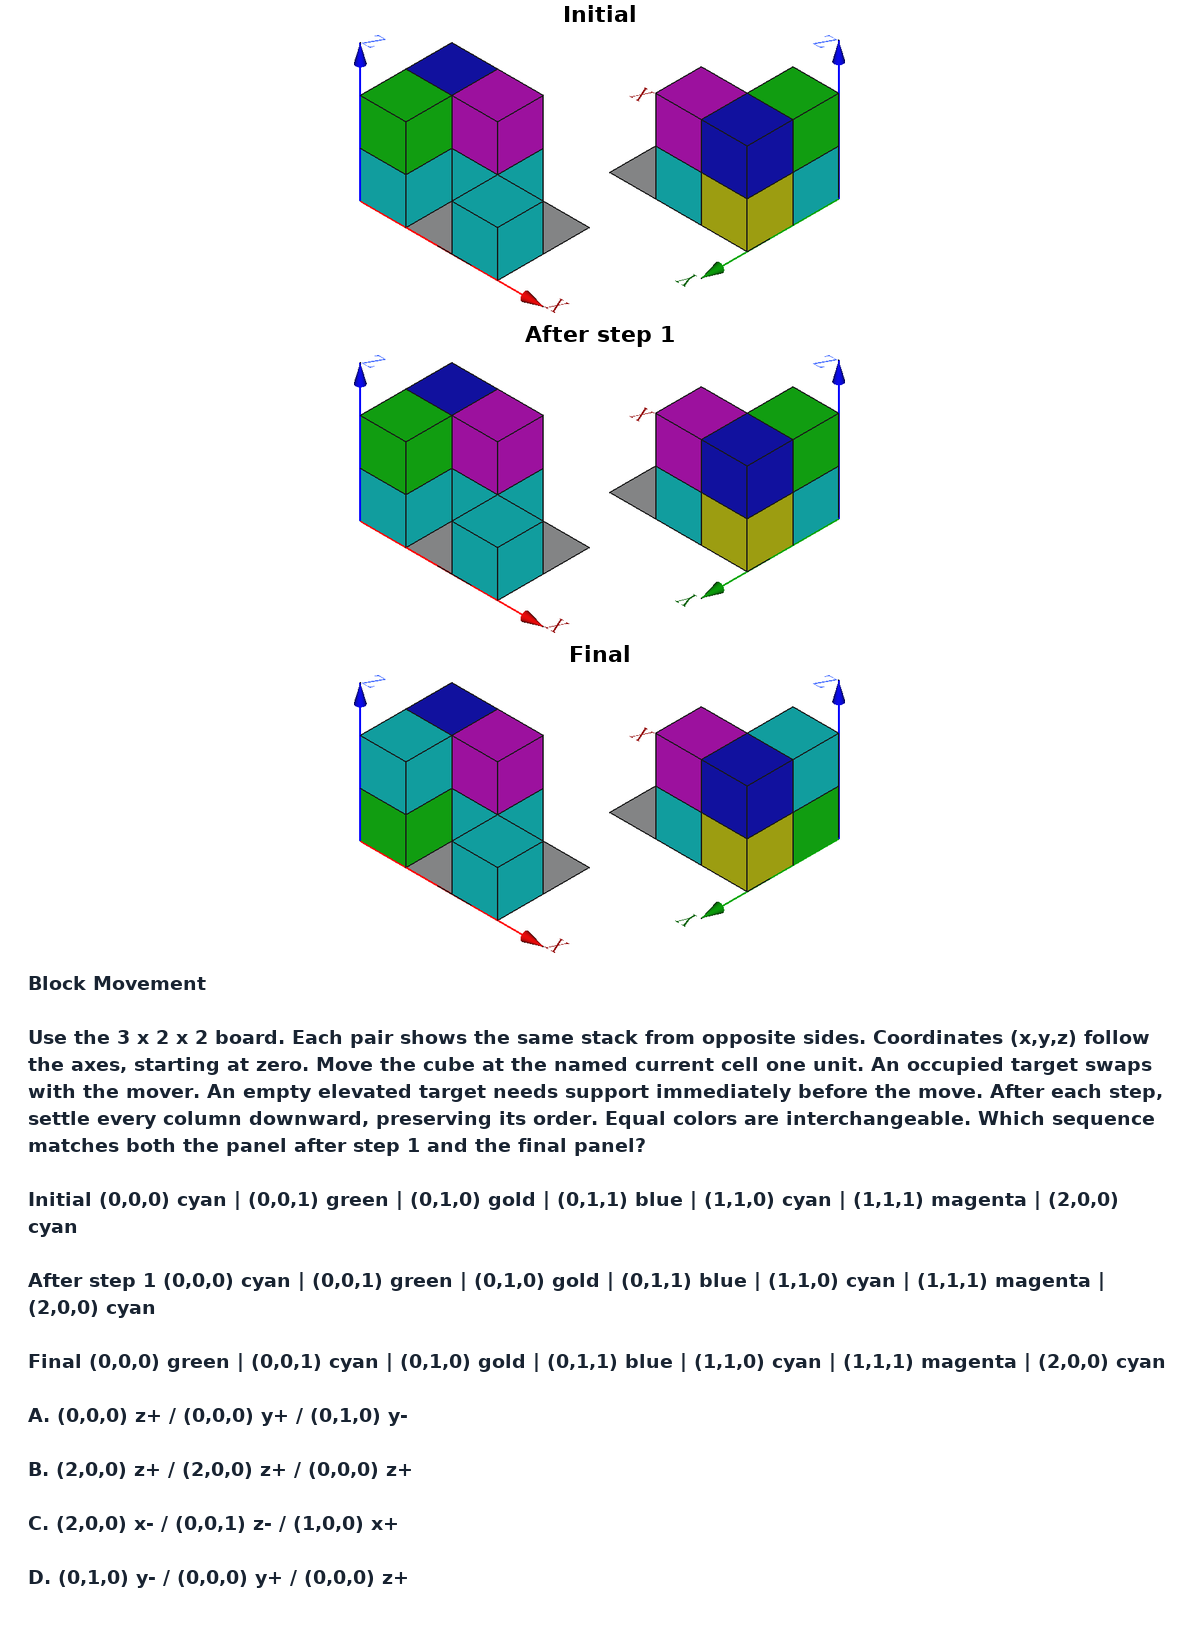 Initial
Z
Z
X
X
Y
After step 1
Z
Z
X
X
Y
Final
Z
Z
X
X
Y
Block Movement
Use the 3 x 2 x 2 board. Each pair shows the same stack from opposite sides. Coordinates (x,y,z) follow
the axes, starting at zero. Move the cube at the named current cell one unit. An occupied target swaps
with the mover. An empty elevated target needs support immediately before the move. After each step,
settle every column downward, preserving its order. Equal colors are interchangeable. Which sequence
matches both the panel after step 1 and the final panel?
Initial (0,0,0) cyan | (0,0,1) green | (0,1,0) gold | (0,1,1) blue | (1,1,0) cyan | (1,1,1) magenta | (2,0,0)
cyan
After step 1 (0,0,0) cyan | (0,0,1) green | (0,1,0) gold | (0,1,1) blue | (1,1,0) cyan | (1,1,1) magenta |
(2,0,0) cyan
Final (0,0,0) green | (0,0,1) cyan | (0,1,0) gold | (0,1,1) blue | (1,1,0) cyan | (1,1,1) magenta | (2,0,0) cyan
A. (0,0,0) z+ / (0,0,0) y+ / (0,1,0) y-
B. (2,0,0) z+ / (2,0,0) z+ / (0,0,0) z+
C. (2,0,0) x- / (0,0,1) z- / (1,0,0) x+
D. (0,1,0) y- / (0,0,0) y+ / (0,0,0) z+